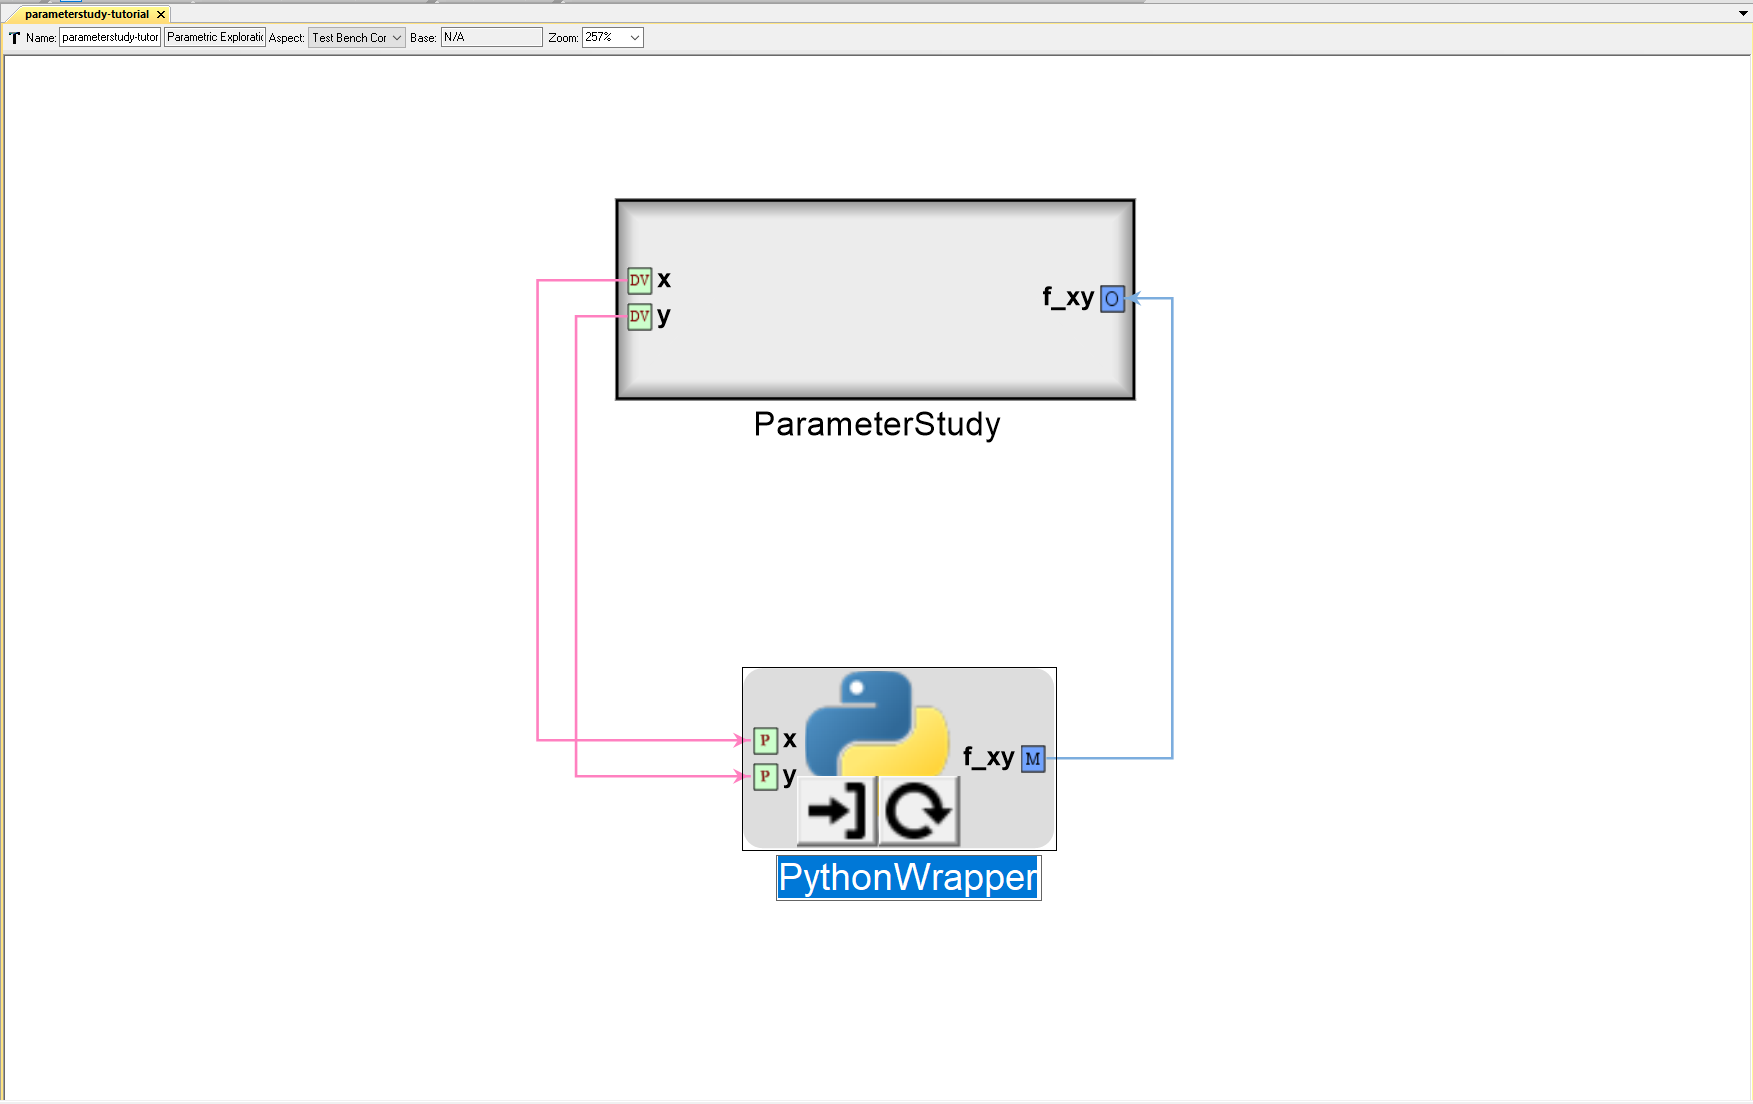 parameterstudy-tutorial
T Name: parameterstudy-tutor Parametric Exploratic Aspect: Test Bench Cor Base: N/A Zoom: 257%
DV x
DV y
f_xy O
ParameterStudy
P x
P y
f_xy M
PythonWrapper